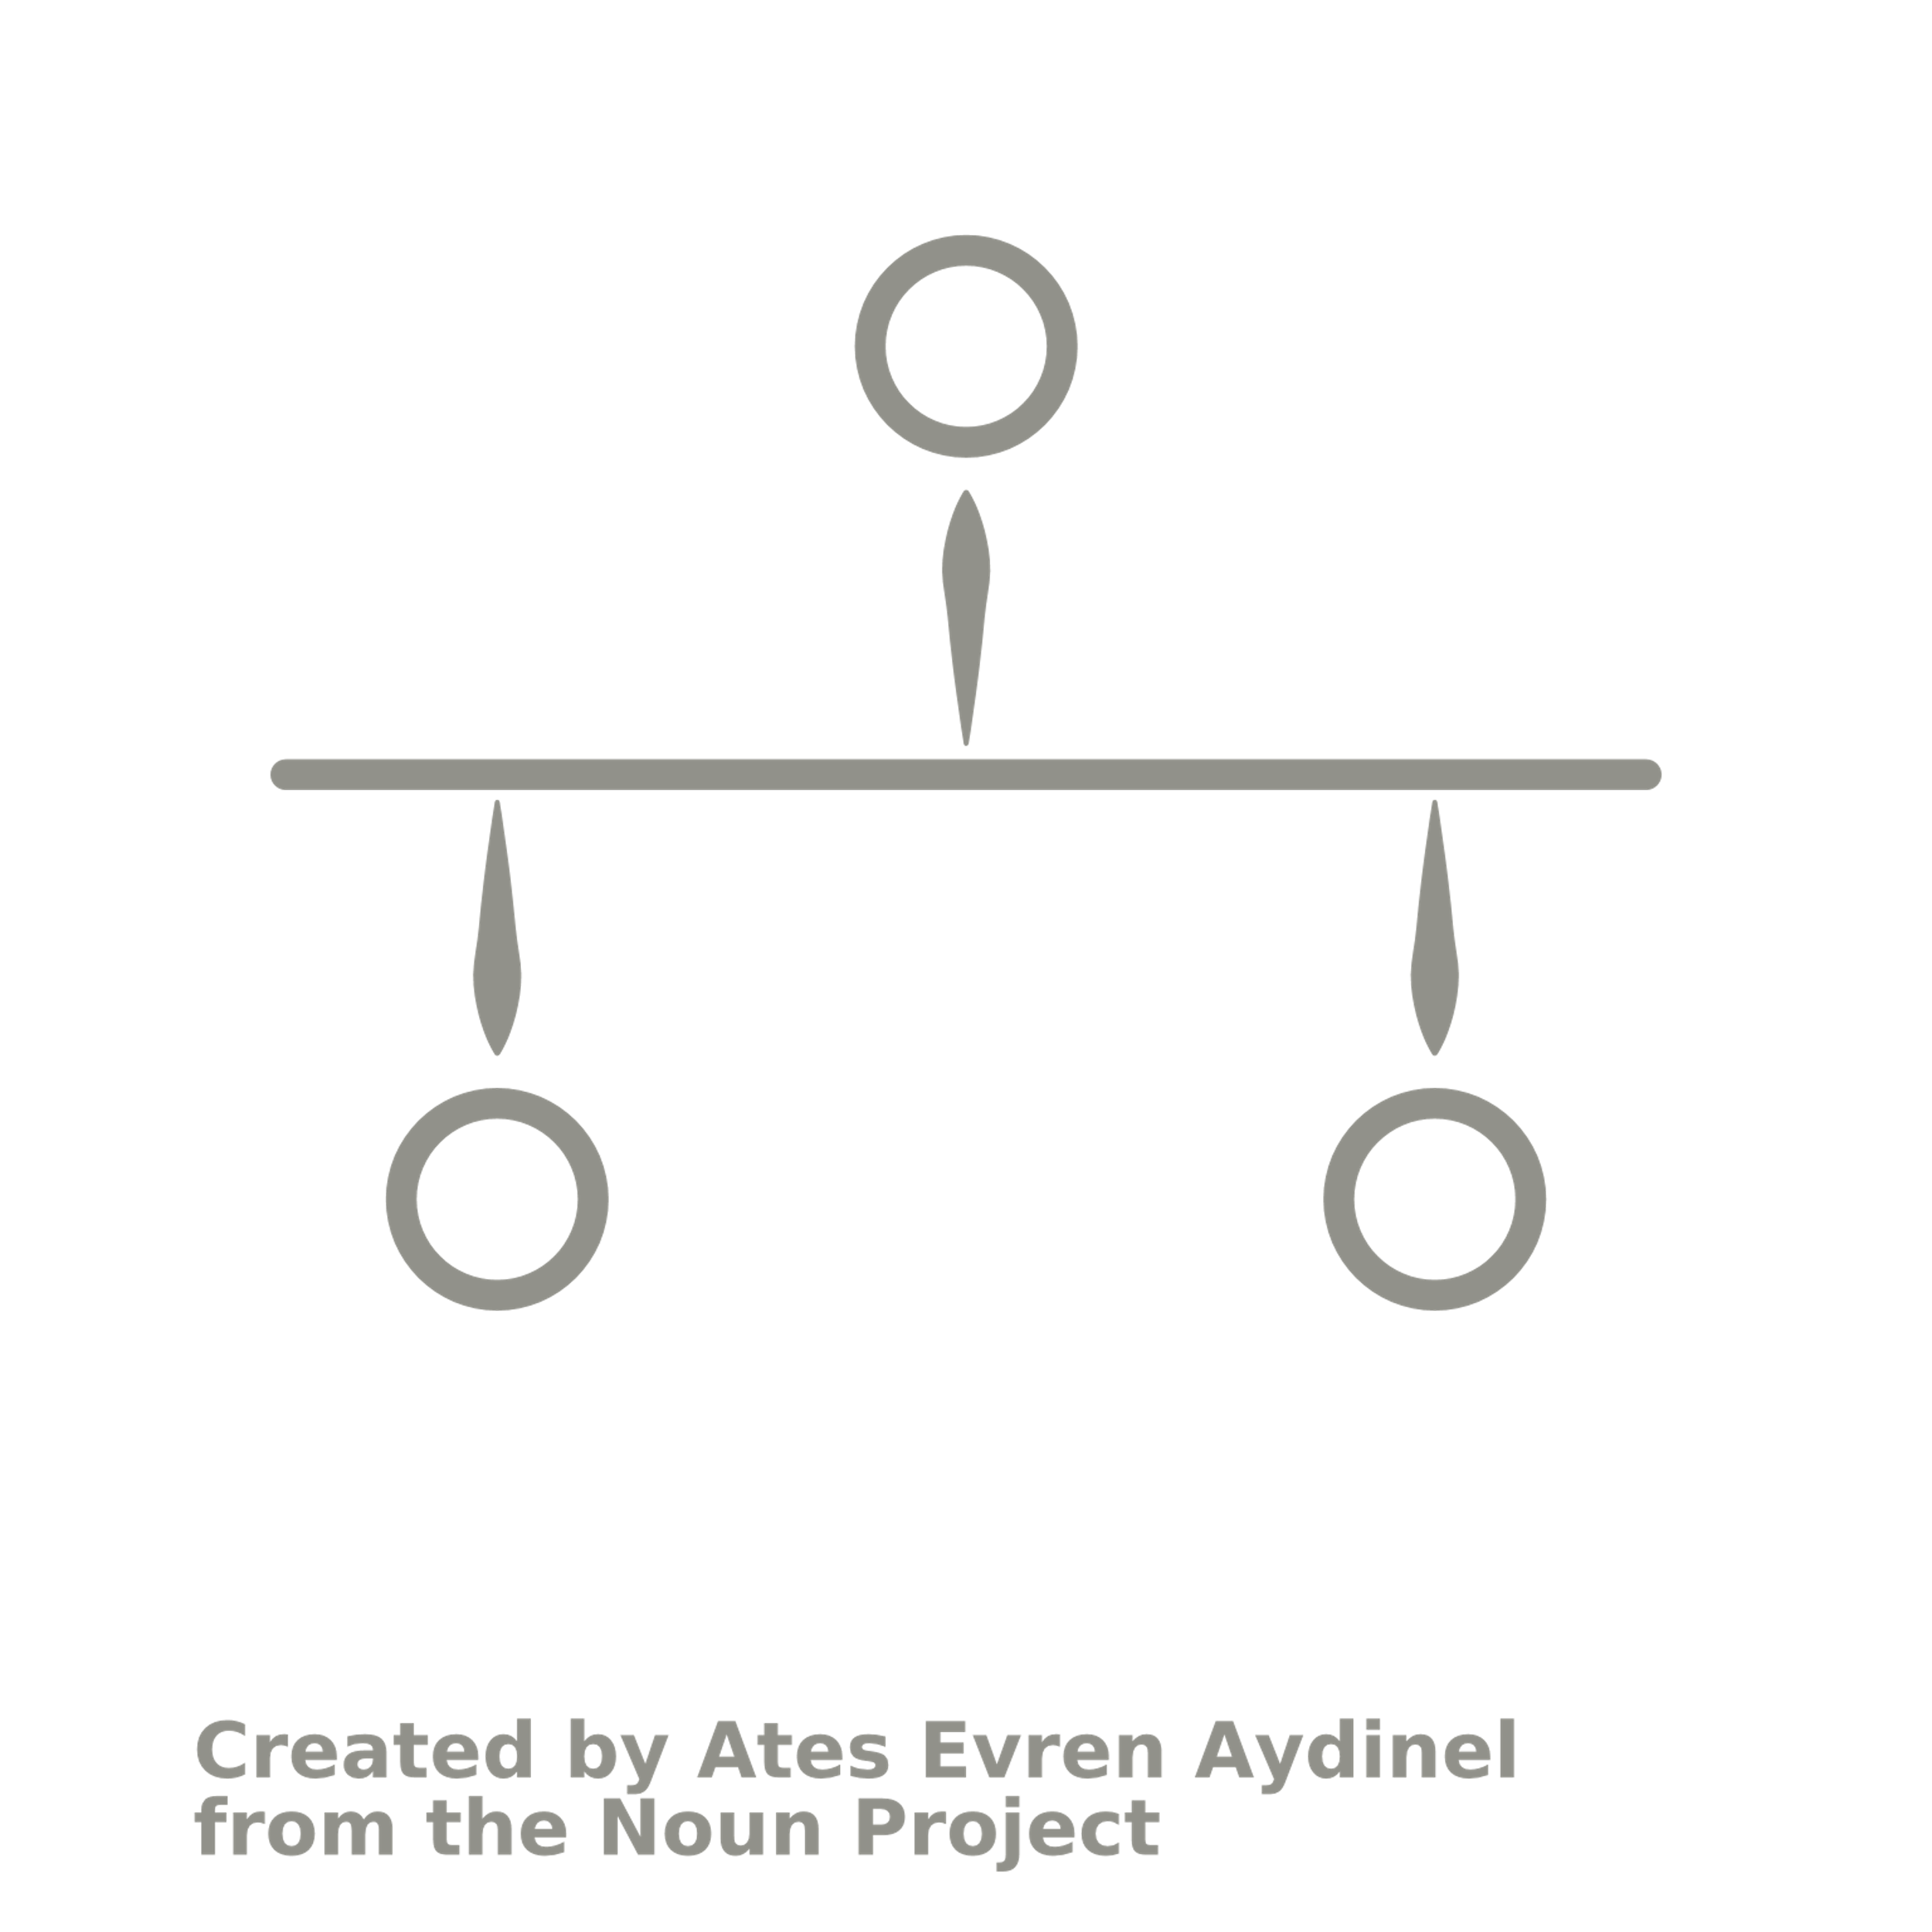 Created by Ates Evren Aydinel
from the Noun Project